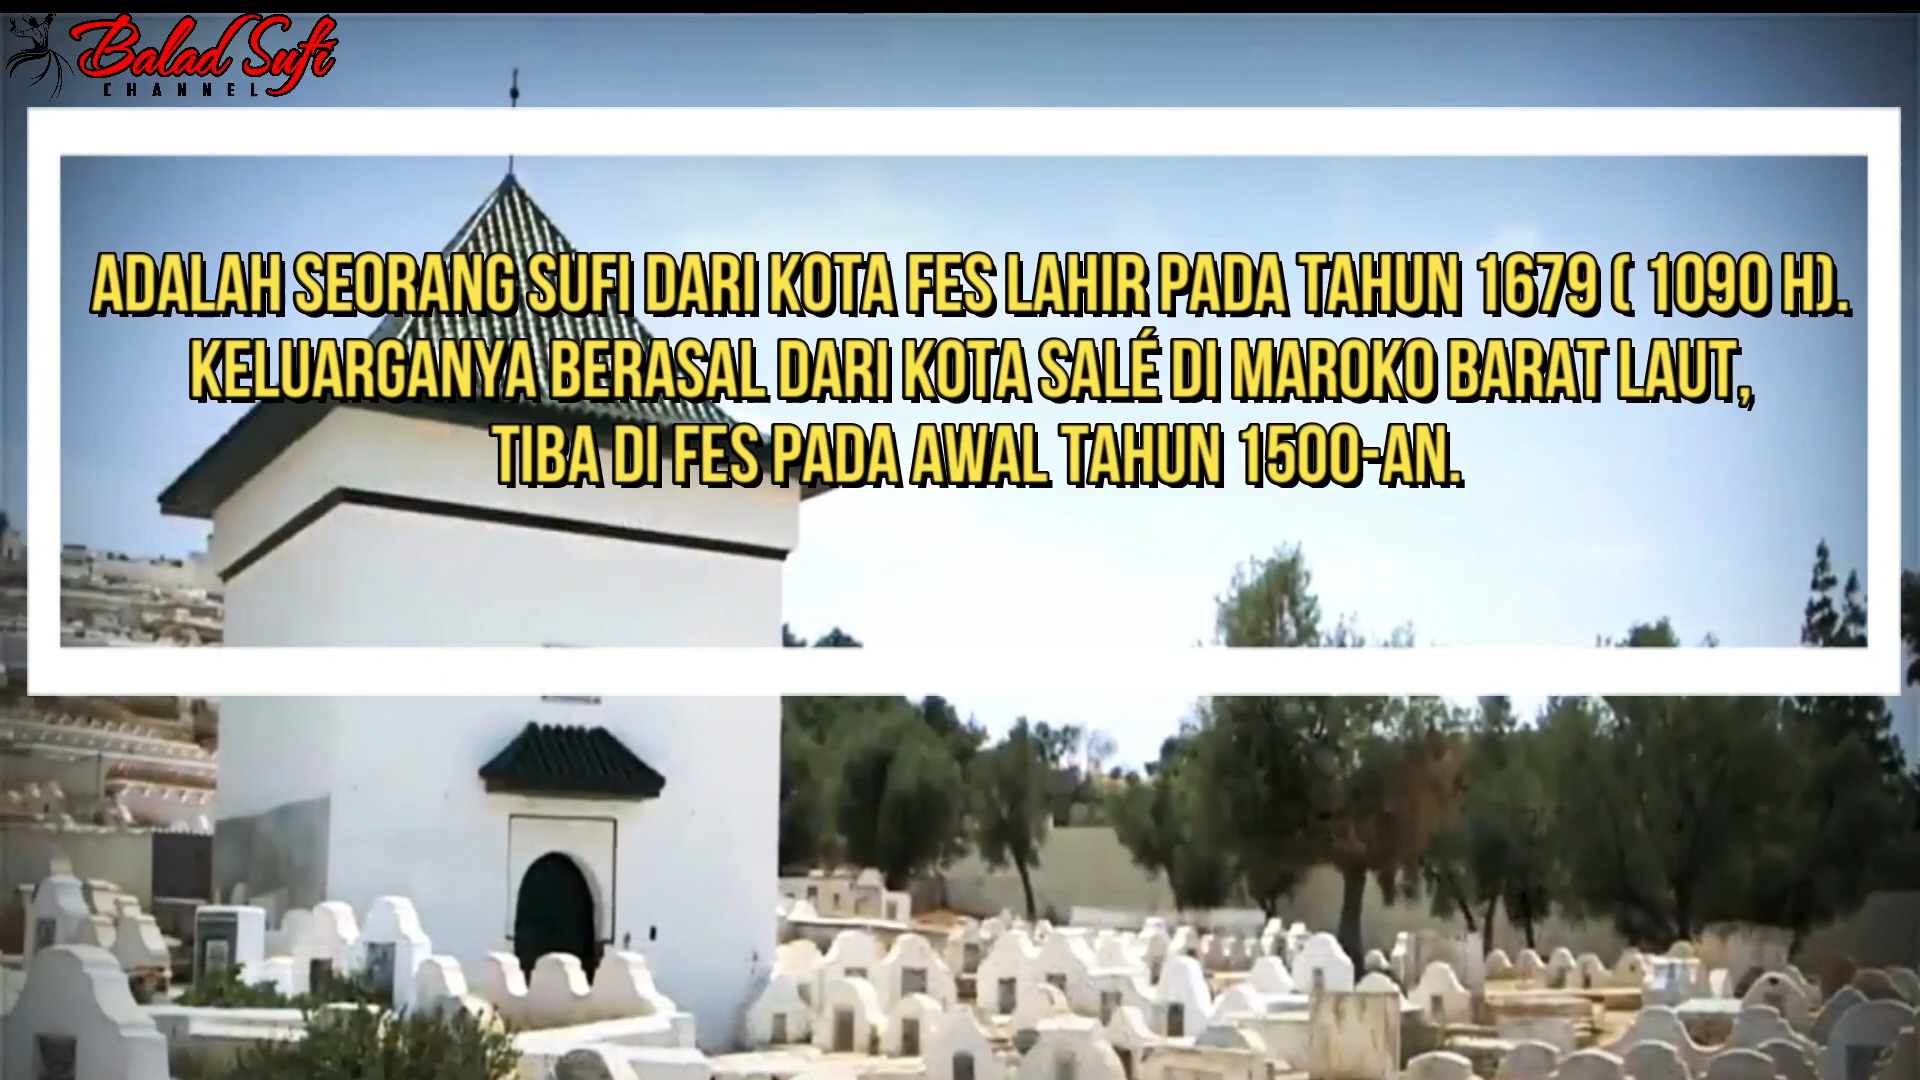 Balad Sufi
CHANNEL
ADALAH SEORANG SUFI DARI KOTA FES LAHIR PADA TAHUN 1679 ( 1090 H).
KELUARGANYA BERASAL DARI KOTA SALÉ DI MAROKO BARAT LAUT,
TIBA DI FES PADA AWAL TAHUN 1500-AN.